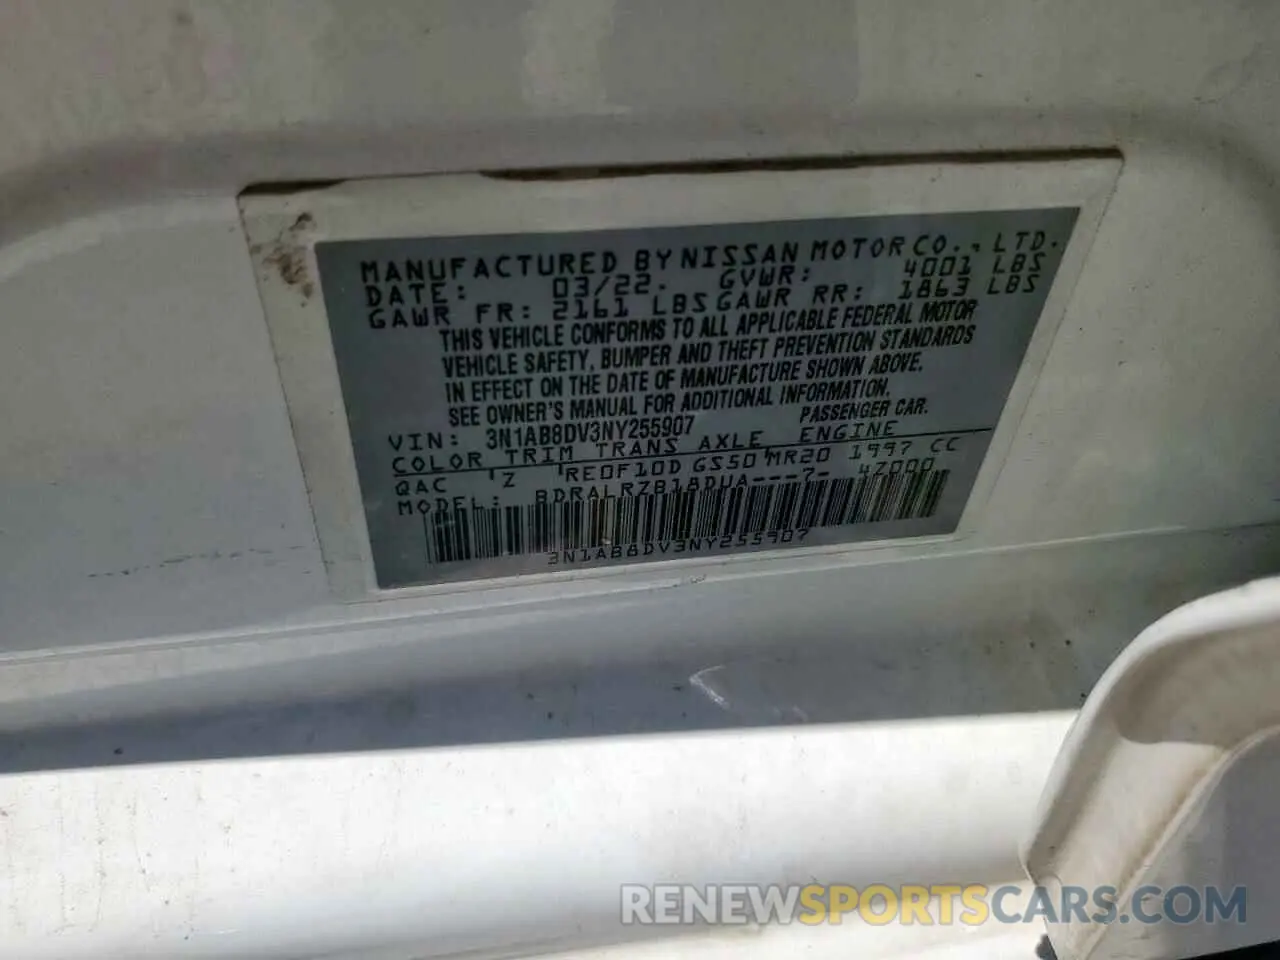 MANUFACTURED BY NISSAN MOTOR CO., LTD.
DATE: 03/22. GVWR: 4001 LBS
GAWR FR: 2161 LBS GAWR RR: 1863 LBS
THIS VEHICLE CONFORMS TO ALL APPLICABLE FEDERAL MOTOR
VEHICLE SAFETY, BUMPER AND THEFT PREVENTION STANDARDS
IN EFFECT ON THE DATE OF MANUFACTURE SHOWN ABOVE.
SEE OWNER'S MANUAL FOR ADDITIONAL INFORMATION.
VIN: 3N1AB8DV3NY255907 PASSENGER CAR.
COLOR TRIM TRANS AXLE ENGINE
QAC Z RE0F10D GS50 MR20 1997 CC
MODEL: BDRALRZB18DUA---7- 4Z000
3N1AB8DV3NY255907
RENEWSPORTSCARS.COM